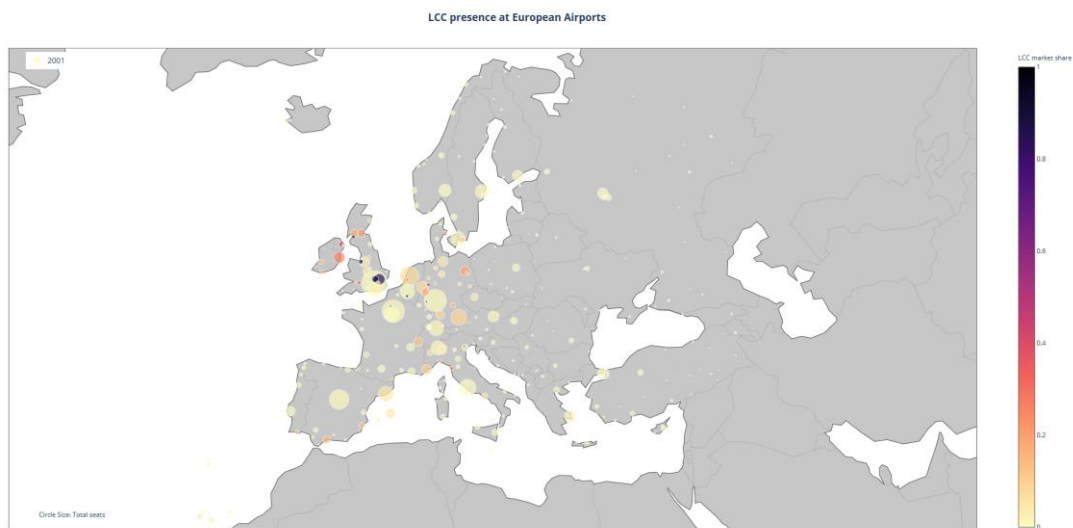 LCC presence at European Airports
2001
LCC market share
1
0.8
0.6
0.4
0.2
0
Circle Size: Total seats